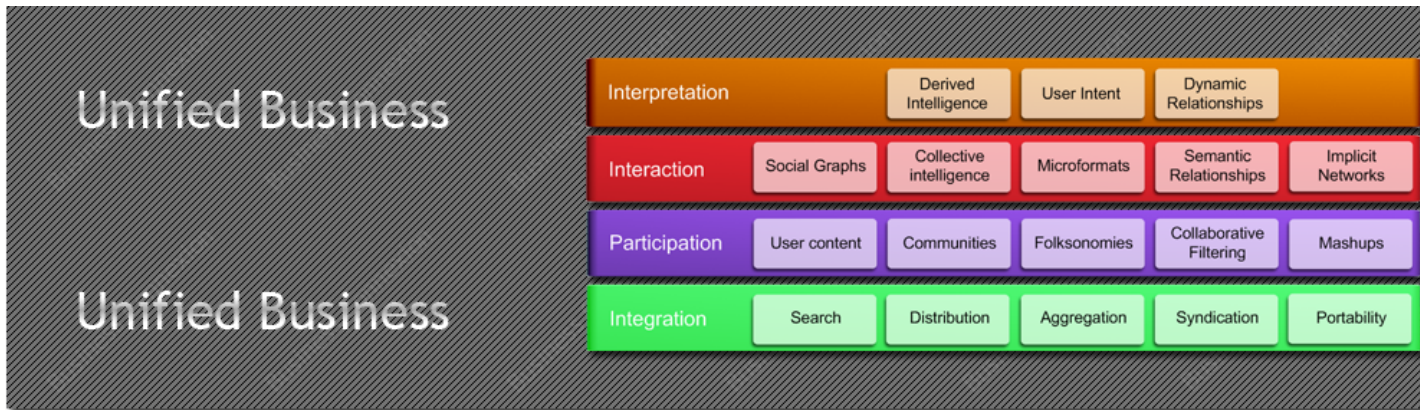 Unified Business
Unified Business
Interpretation
Derived
Intelligence
User Intent
Dynamic
Relationships
Interaction
Social Graphs
Collective
intelligence
Microformats
Semantic
Relationships
Implicit
Networks
Participation
User content
Communities
Folksonomies
Collaborative
Filtering
Mashups
Integration
Search
Distribution
Aggregation
Syndication
Portability